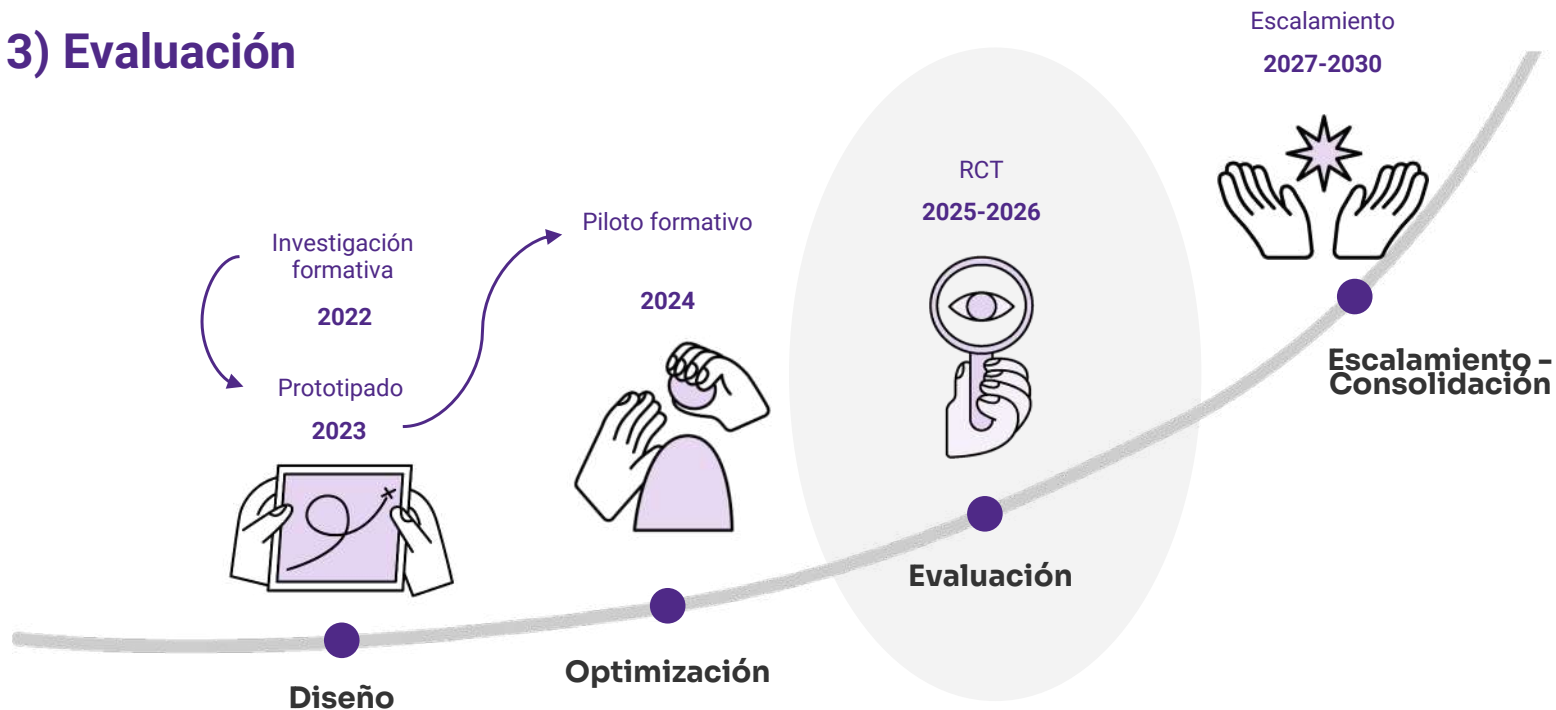 3) Evaluación
Investigación
formativa
2022
Prototipado
2023
Diseño
Piloto formativo
2024
Optimización
RCT
2025-2026
Evaluación
Escalamiento
2027-2030
Escalamiento -
Consolidación